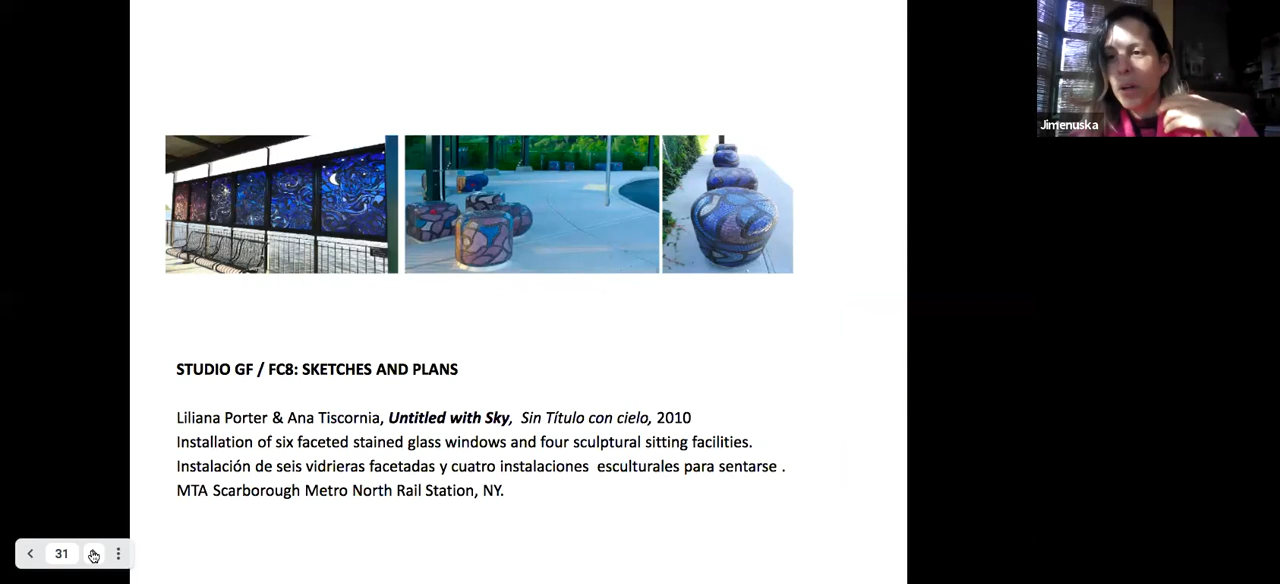 Jimenuska
STUDIO GF / FC8: SKETCHES AND PLANS
Liliana Porter & Ana Tiscornia, Untitled with Sky, Sin Título con cielo, 2010
Installation of six faceted stained glass windows and four sculptural sitting facilities.
Instalación de seis vidrieras facetadas y cuatro instalaciones esculturales para sentarse .
MTA Scarborough Metro North Rail Station, NY.
31